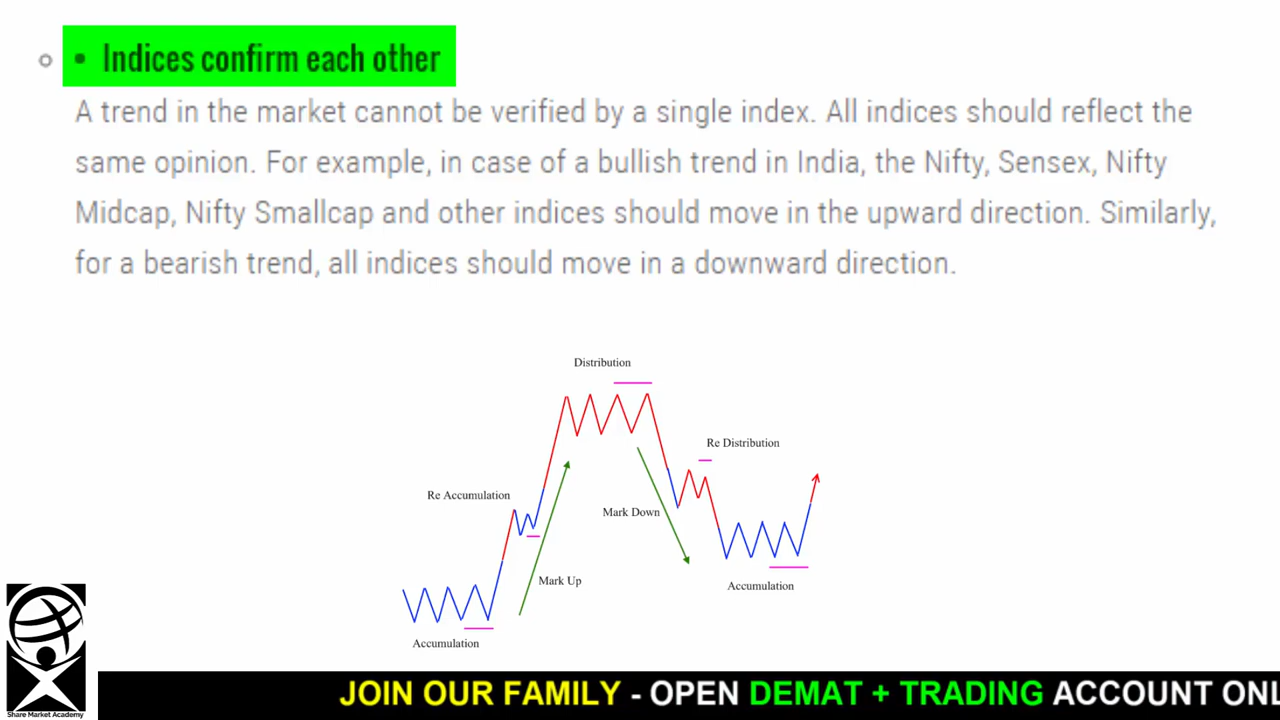 • Indices confirm each other
A trend in the market cannot be verified by a single index. All indices should reflect the
same opinion. For example, in case of a bullish trend in India, the Nifty, Sensex, Nifty
Midcap, Nifty Smallcap and other indices should move in the upward direction. Similarly,
for a bearish trend, all indices should move in a downward direction.
Distribution
Re Distribution
Re Accumulation
Mark Down
Mark Up
Accumulation
Accumulation
JOIN OUR FAMILY - OPEN DEMAT + TRADING ACCOUNT ONL
Share Market Academy